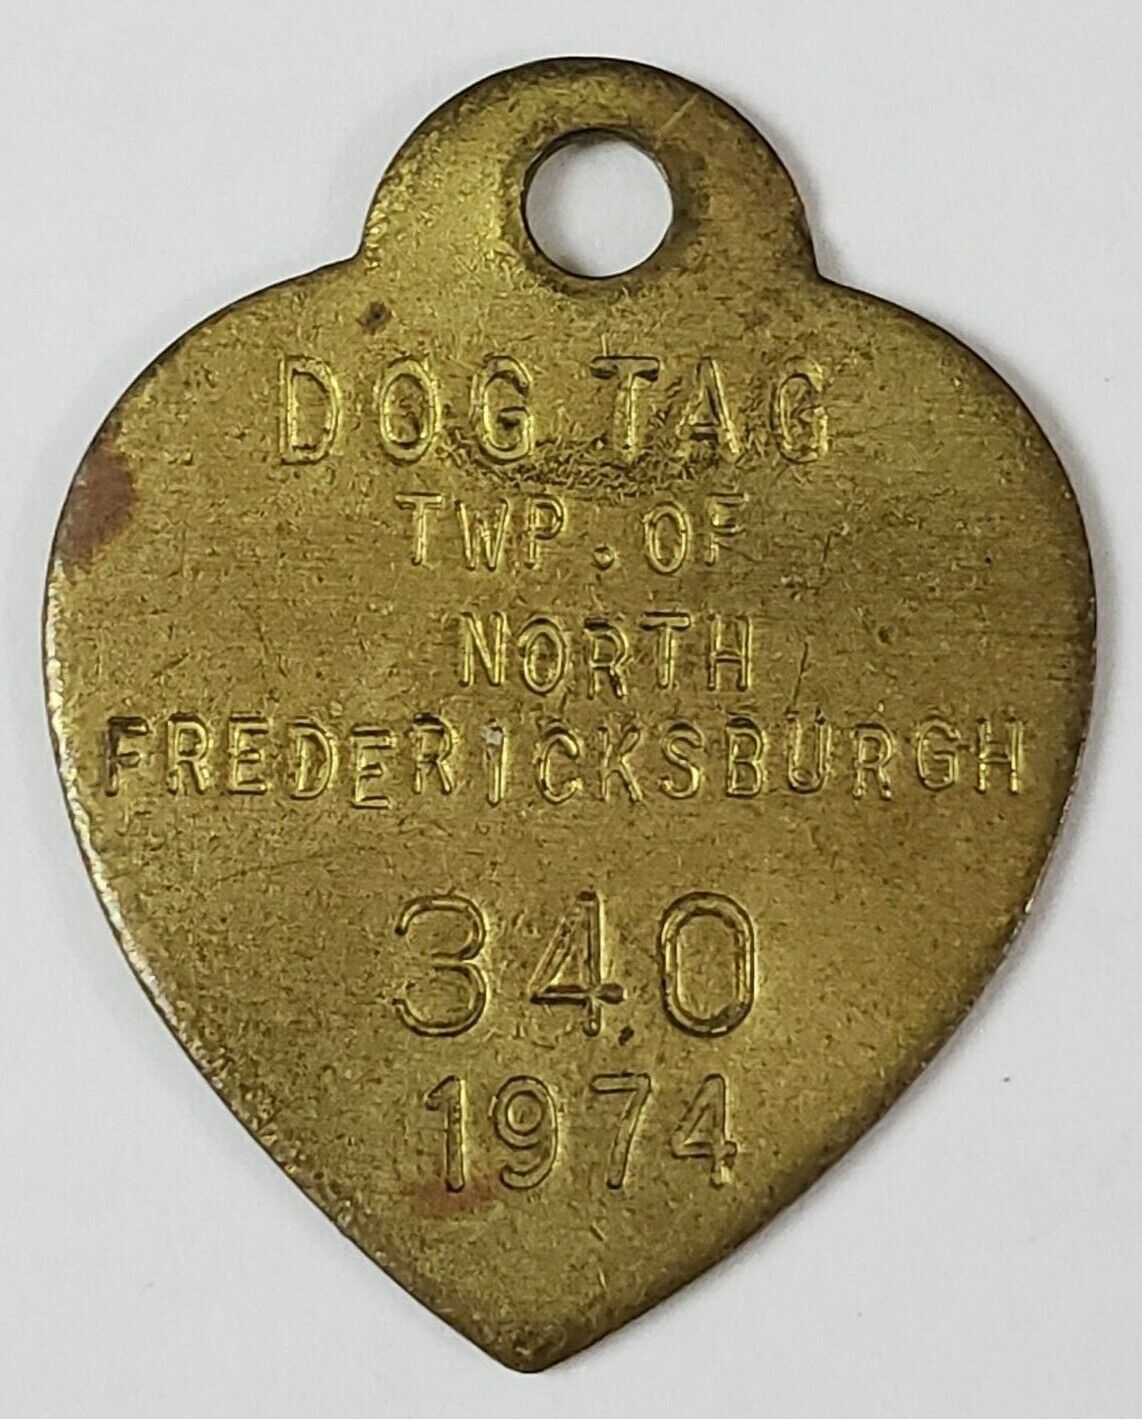 DOG TAG
TWP. OF
NORTH
FREDERICKSBURGH
340
1974